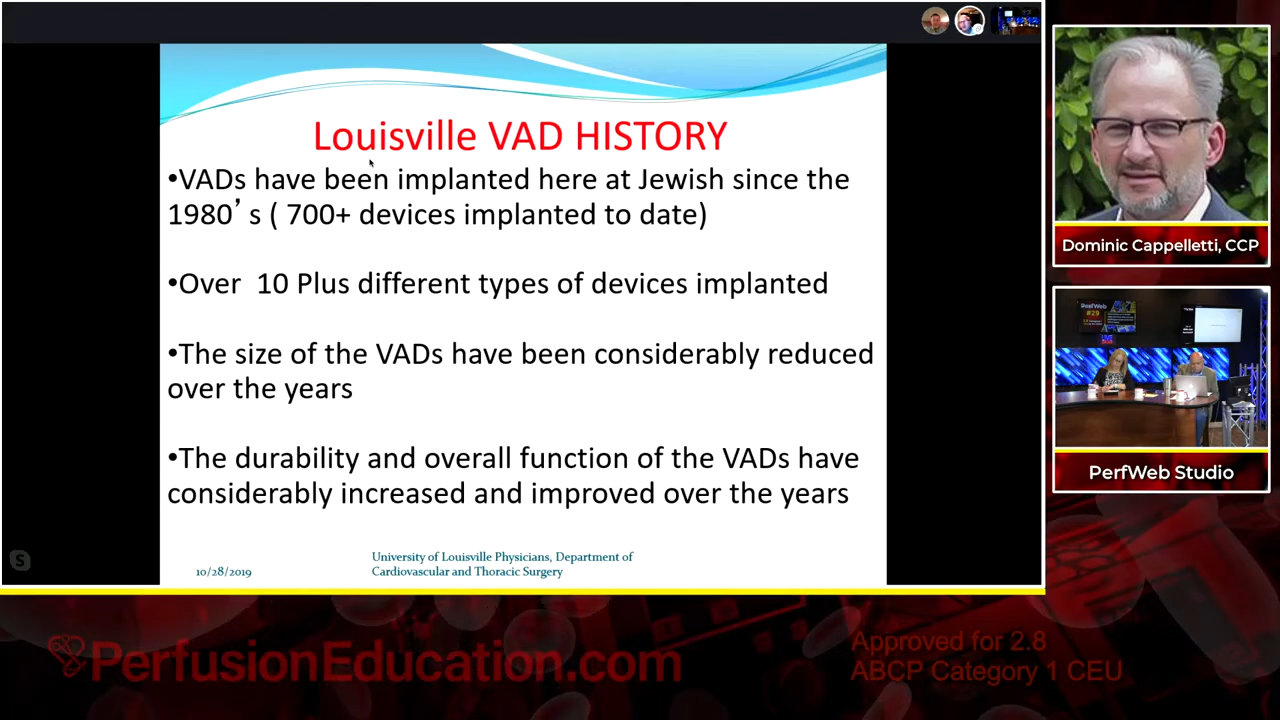 Louisville VAD HISTORY
•VADs have been implanted here at Jewish since the
1980's ( 700+ devices implanted to date)
•Over 10 Plus different types of devices implanted
•The size of the VADs have been considerably reduced
over the years
•The durability and overall function of the VADs have
considerably increased and improved over the years
10/28/2019
University of Louisville Physicians, Department of
Cardiovascular and Thoracic Surgery
Dominic Cappelletti, CCP
PerfWeb
#29
PerfWeb Studio
PerfusionEducation.com
Approved for 2.8
ABCP Category 1 CEU